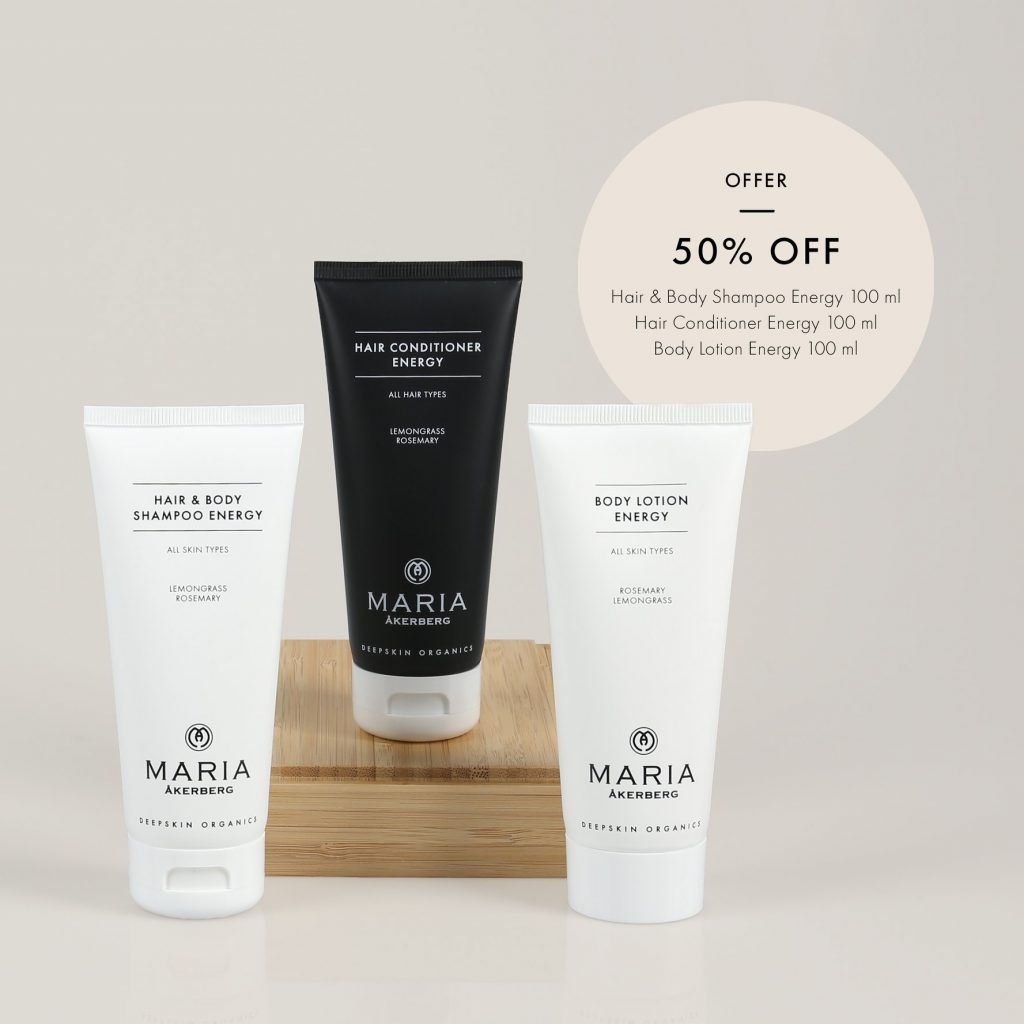 OFFER
50% OFF
Hair & Body Shampoo Energy 100 ml
Hair Conditioner Energy 100 ml
Body Lotion Energy 100 ml
HAIR CONDITIONER
ENERGY
ALL HAIR TYPES
LEMONGRASS
ROSEMARY
MARIA
ÅKERBERG
DEEPSKIN ORGANICS
HAIR & BODY
SHAMPOO ENERGY
ALL SKIN TYPES
LEMONGRASS
ROSEMARY
MARIA
ÅKERBERG
DEEPSKIN ORGANICS
BODY LOTION
ENERGY
ALL SKIN TYPES
ROSEMARY
LEMONGRASS
MARIA
ÅKERBERG
DEEPSKIN ORGANICS